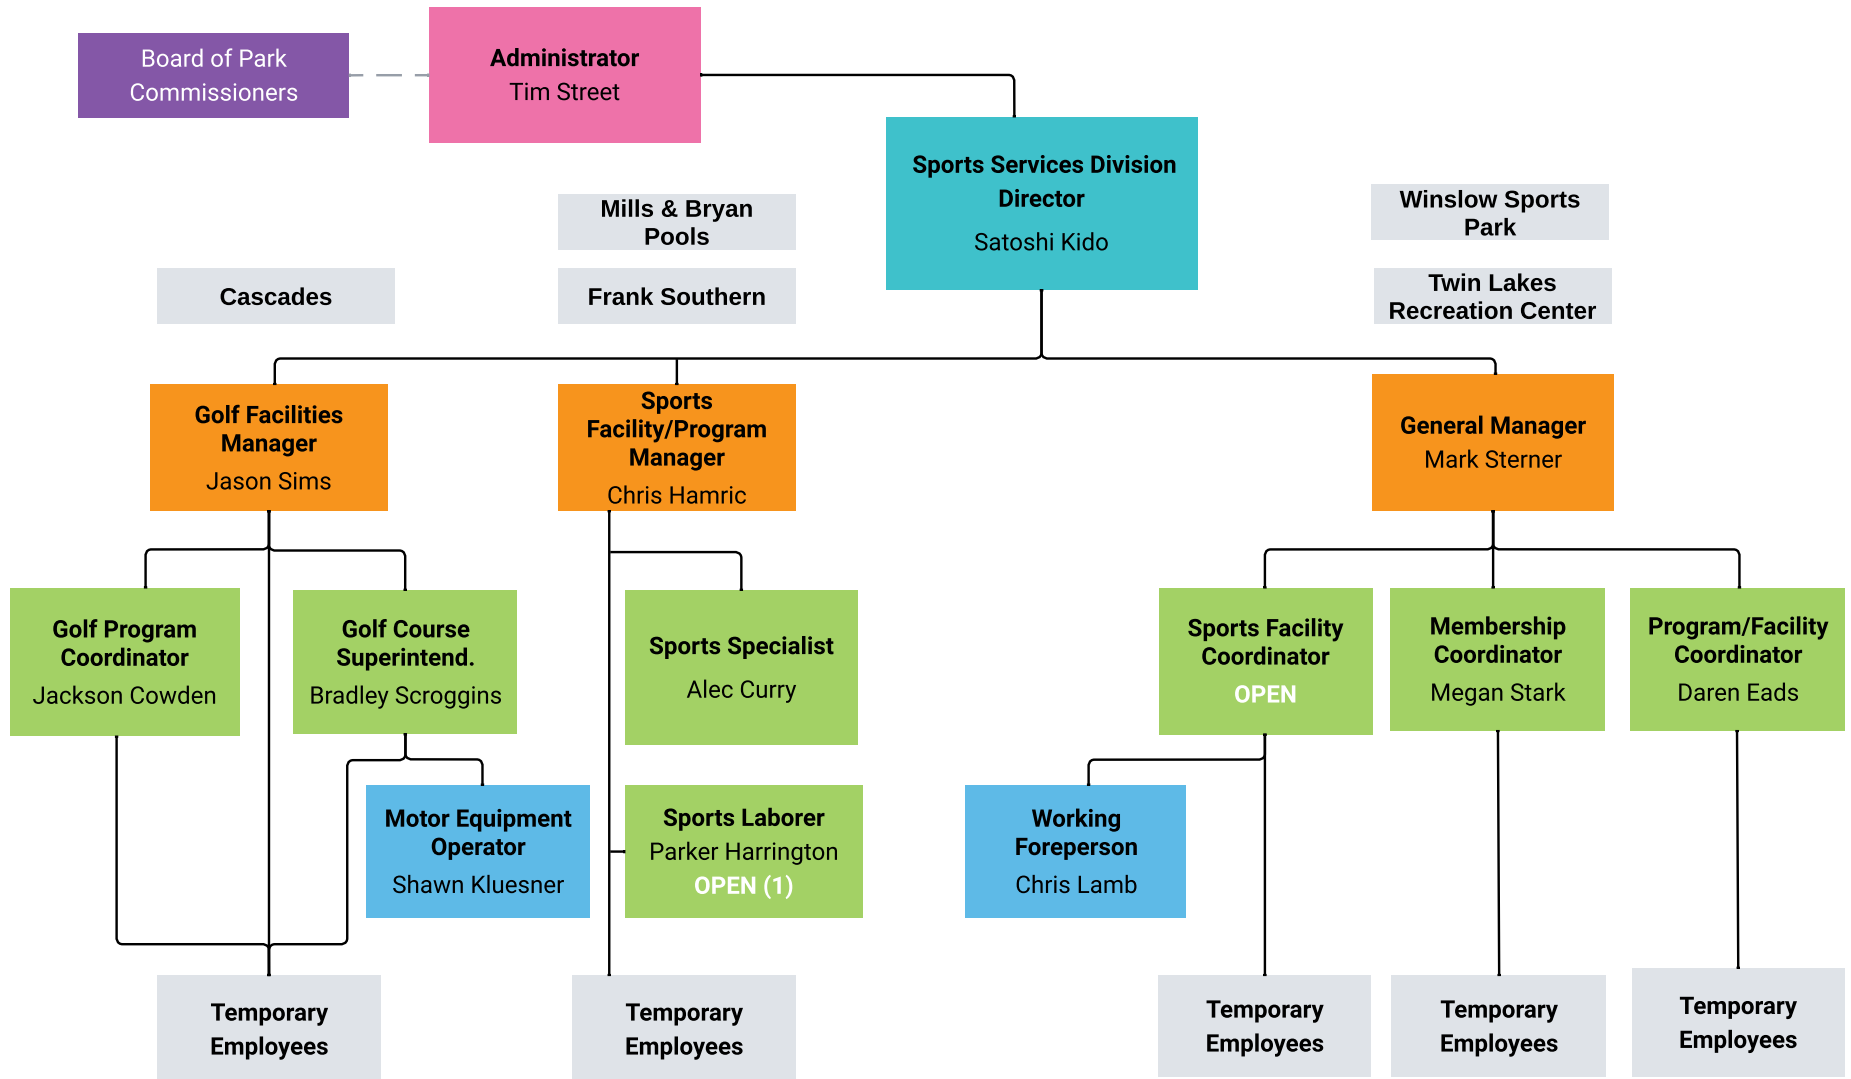 Board of Park
Commissioners
Administrator
Tim Street
Sports Services Division
Director
Satoshi Kido
Mills & Bryan
Pools
Winslow Sports
Park
Cascades
Frank Southern
Twin Lakes
Recreation Center
Golf Facilities
Manager
Jason Sims
Sports
Facility/Program
Manager
Chris Hamric
General Manager
Mark Sterner
Golf Program
Coordinator
Jackson Cowden
Golf Course
Superintend.
Bradley Scroggins
Sports Specialist
Alec Curry
Sports Facility
Coordinator
OPEN
Membership
Coordinator
Megan Stark
Program/Facility
Coordinator
Daren Eads
Motor Equipment
Operator
Shawn Kluesner
Sports Laborer
Parker Harrington
OPEN (1)
Working
Foreperson
Chris Lamb
Temporary
Employees
Temporary
Employees
Temporary
Employees
Temporary
Employees
Temporary
Employees